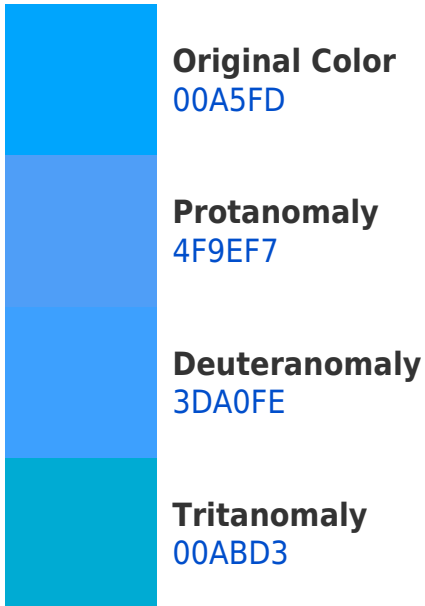 Original Color
00A5FD
Protanomaly
4F9EF7
Deuteranomaly
3DA0FE
Tritanomaly
00ABD3